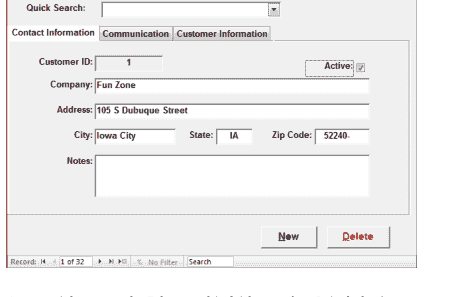 Quick Search:
Contact Information Communication Customer Information
Customer ID: 1 Active:
Company: Fun Zone
Address: 105 S Dubuque Street
City: Iowa City State: IA Zip Code: 52240-
Notes:
New Delete
Record: 1 of 32 No Filter Search